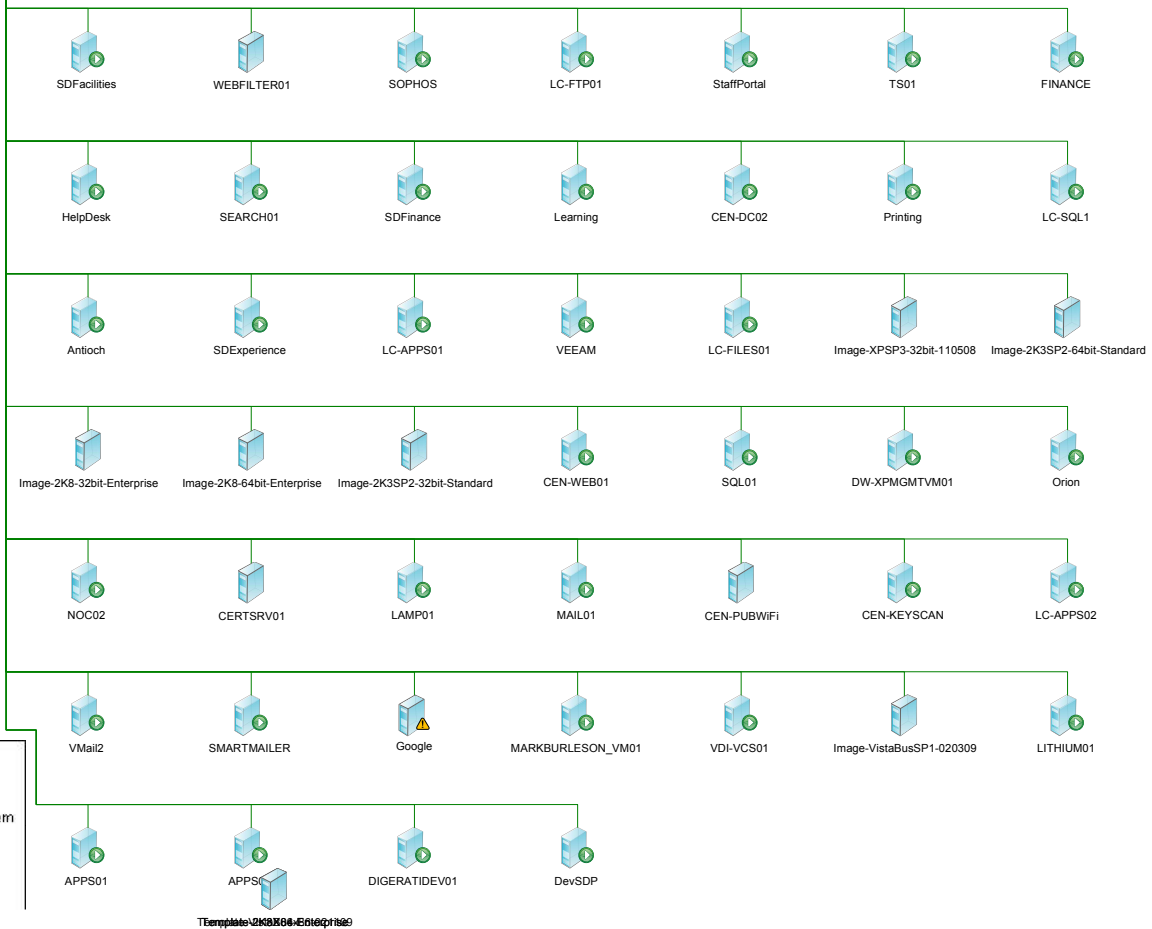 SDFacilities WEBFILTER01 SOPHOS LC-FTP01 StaffPortal TS01 FINANCE
HelpDesk SEARCH01 SDFinance Learning CEN-DC02 Printing LC-SQL1
Antioch SDExperience LC-APPS01 VEEAM LC-FILES01 Image-XPSP3-32bit-110508 Image-2K3SP2-64bit-Standard
Image-2K8-32bit-Enterprise Image-2K8-64bit-Enterprise Image-2K3SP2-32bit-Standard CEN-WEB01 SQL01 DW-XPMGMTVM01 Orion
NOC02 CERTSRV01 LAMP01 MAIL01 CEN-PUBWiFi CEN-KEYSCAN LC-APPS02
VMail2 SMARTMAILER Google MARKBURLESON_VM01 VDI-VCS01 Image-VistaBusSP1-020309 LITHIUM01
APPS01 DIGERATIDEV01 DevSDP